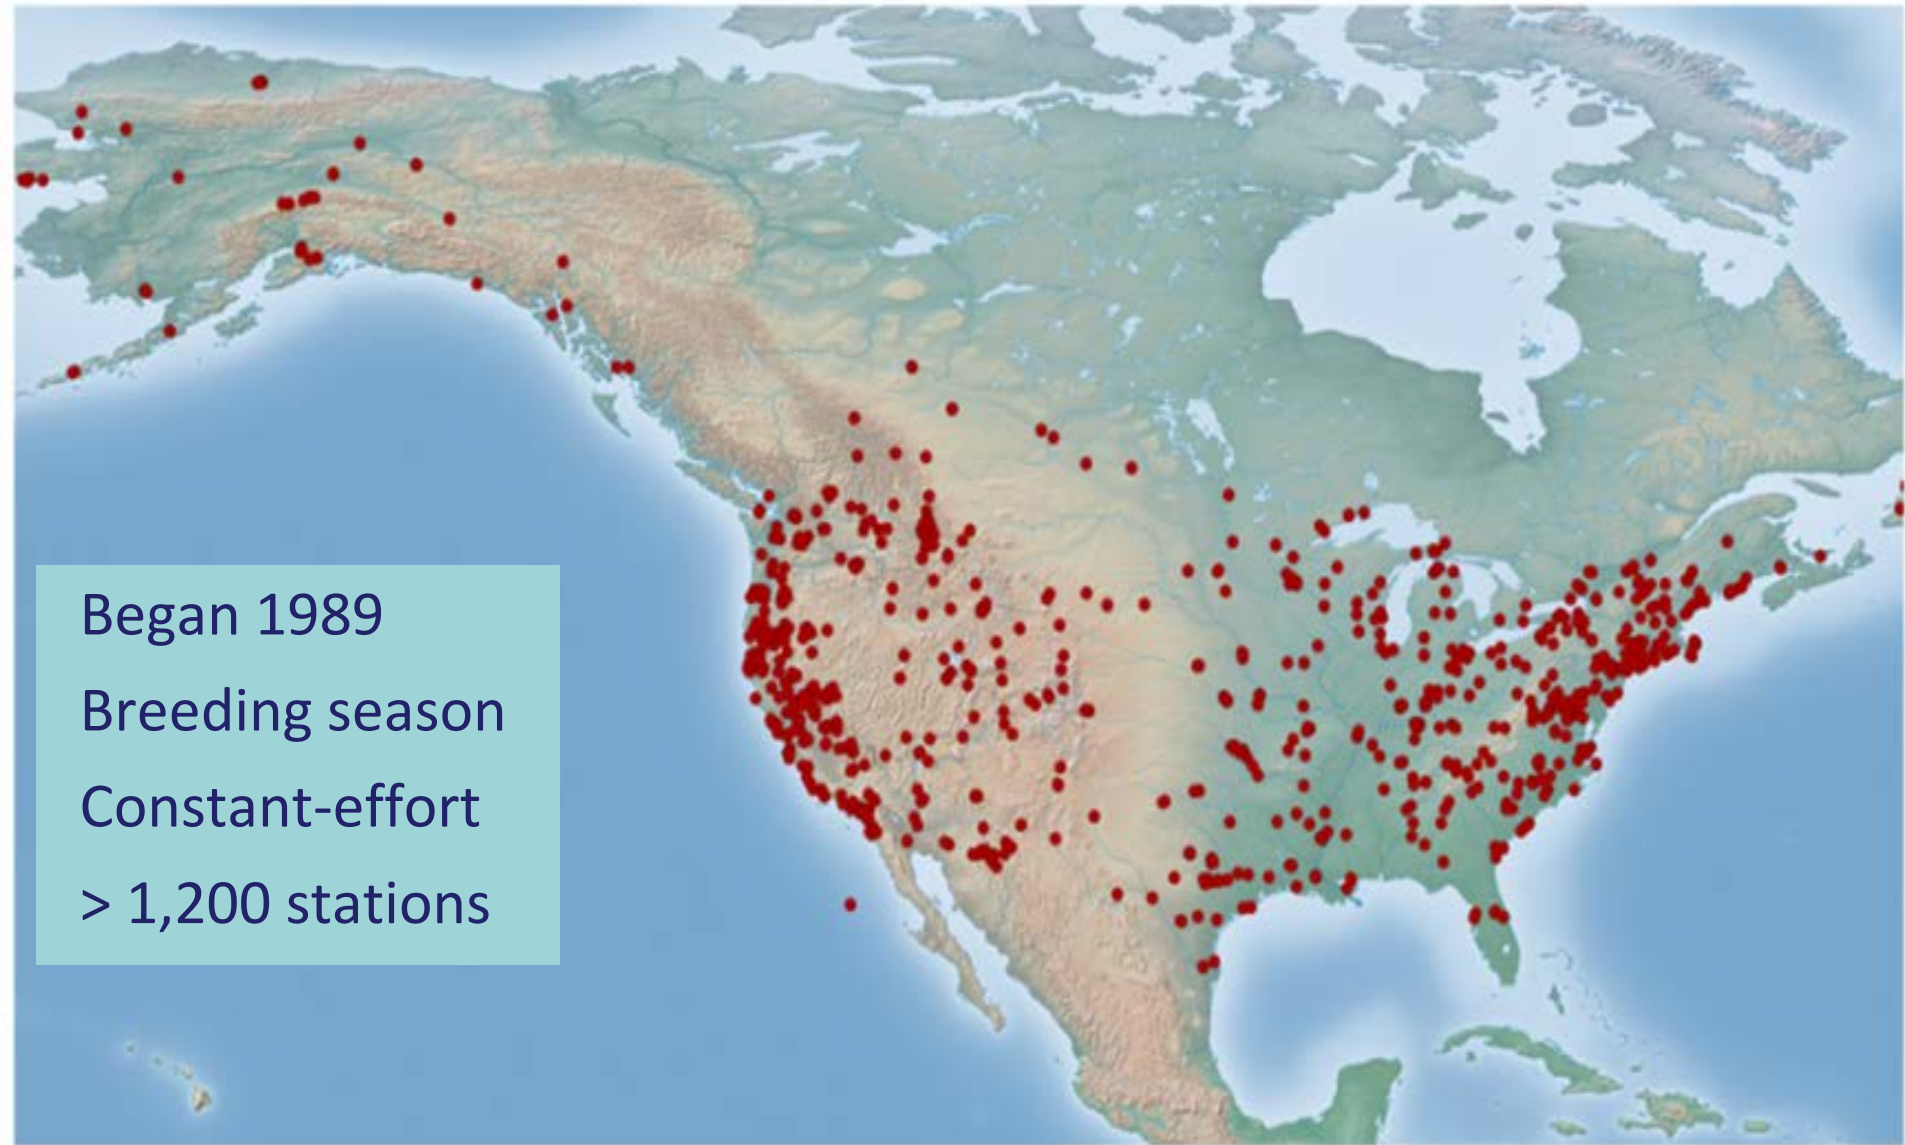 Began 1989
Breeding season
Constant-effort
> 1,200 stations